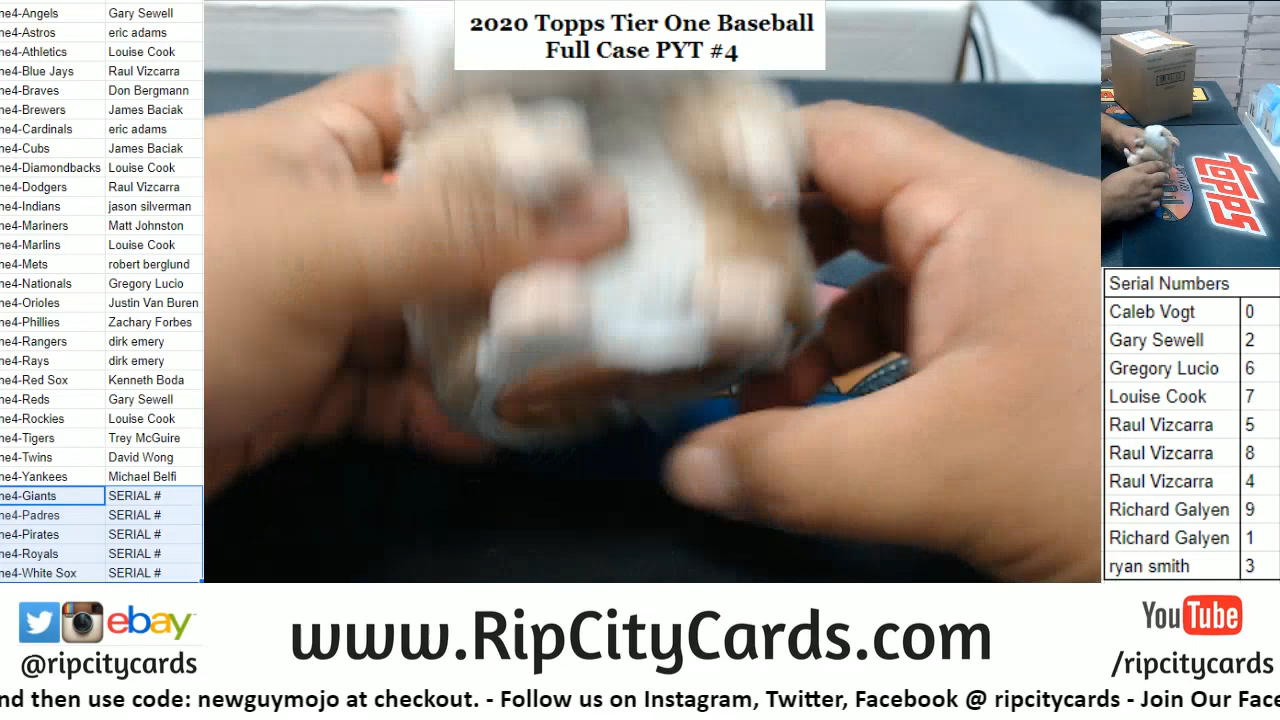 2020 Topps Tier One Baseball
Full Case PYT #4
ne4-Angels Gary Sewell
ne4-Astros eric adams
ne4-Athletics Louise Cook
ne4-Blue Jays Raul Vizcarra
ne4-Braves Don Bergmann
ne4-Brewers James Baciak
ne4-Cardinals eric adams
ne4-Cubs James Baciak
ne4-Diamondbacks Louise Cook
ne4-Dodgers Raul Vizcarra
ne4-Indians jason silverman
ne4-Mariners Matt Johnston
ne4-Marlins Louise Cook
ne4-Mets robert berglund
ne4-Nationals Gregory Lucio
ne4-Orioles Justin Van Buren
ne4-Phillies Zachary Forbes
ne4-Rangers dirk emery
ne4-Rays dirk emery
ne4-Red Sox Kenneth Boda
ne4-Reds Gary Sewell
ne4-Rockies Louise Cook
ne4-Tigers Trey McGuire
ne4-Twins David Wong
ne4-Yankees Michael Belfi
ne4-Giants SERIAL #
ne4-Padres SERIAL #
ne4-Pirates SERIAL #
ne4-Royals SERIAL #
ne4-White Sox SERIAL #
topps
Serial Numbers
Caleb Vogt 0
Gary Sewell 2
Gregory Lucio 6
Louise Cook 7
Raul Vizcarra 5
Raul Vizcarra 8
Raul Vizcarra 4
Richard Galyen 9
Richard Galyen 1
ryan smith 3
ebay
@ripcitycards
www.RipCityCards.com
YouTube
/ripcitycards
nd then use code: newguymojo at checkout. - Follow us on Instagram, Twitter, Facebook @ ripcitycards - Join Our Face